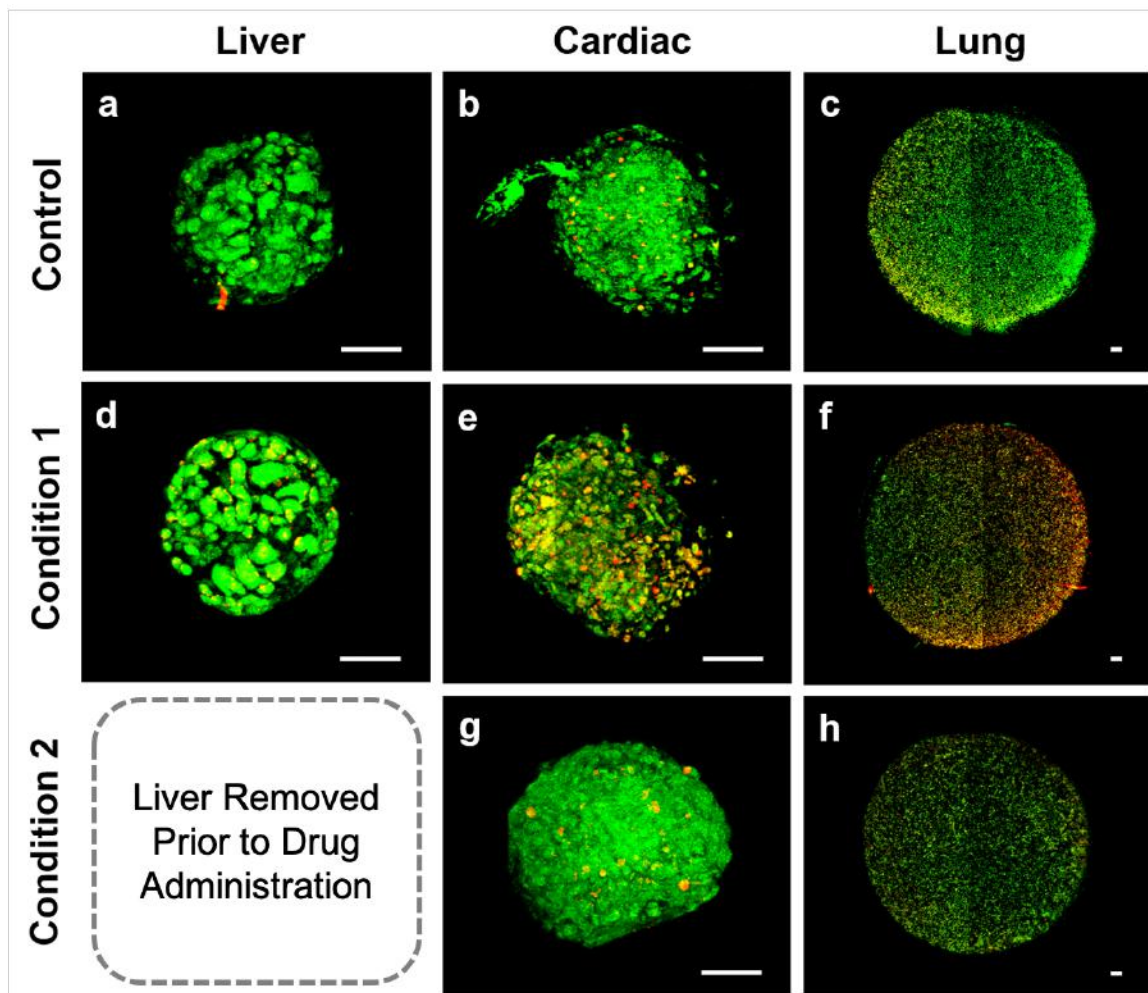 Liver
Cardiac
Lung
Control
a
b
c
Condition 1
d
e
f
Condition 2
Liver Removed
Prior to Drug
Administration
g
h